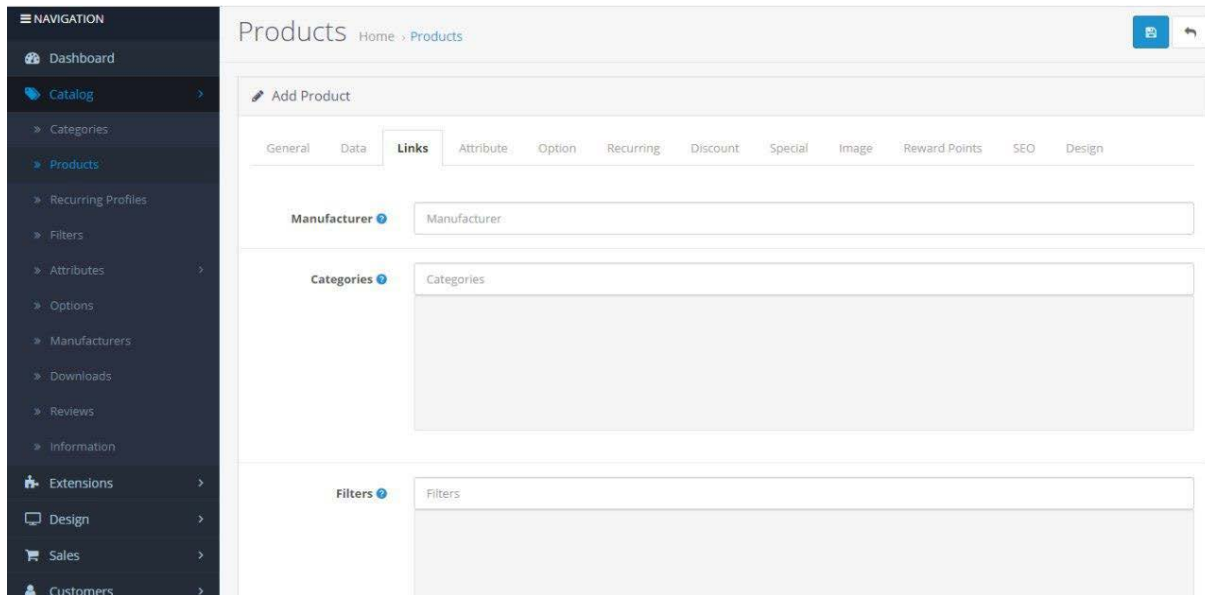 NAVIGATION
Dashboard
Catalog
Categories
Products
Recurring Profiles
Filters
Attributes
Options
Manufacturers
Downloads
Reviews
Information
Extensions
Design
Sales
Customers
Products Home › Products
Add Product
General Data Links Attribute Option Recurring Discount Special Image Reward Points SEO Design
Manufacturer Manufacturer
Categories Categories
Filters Filters